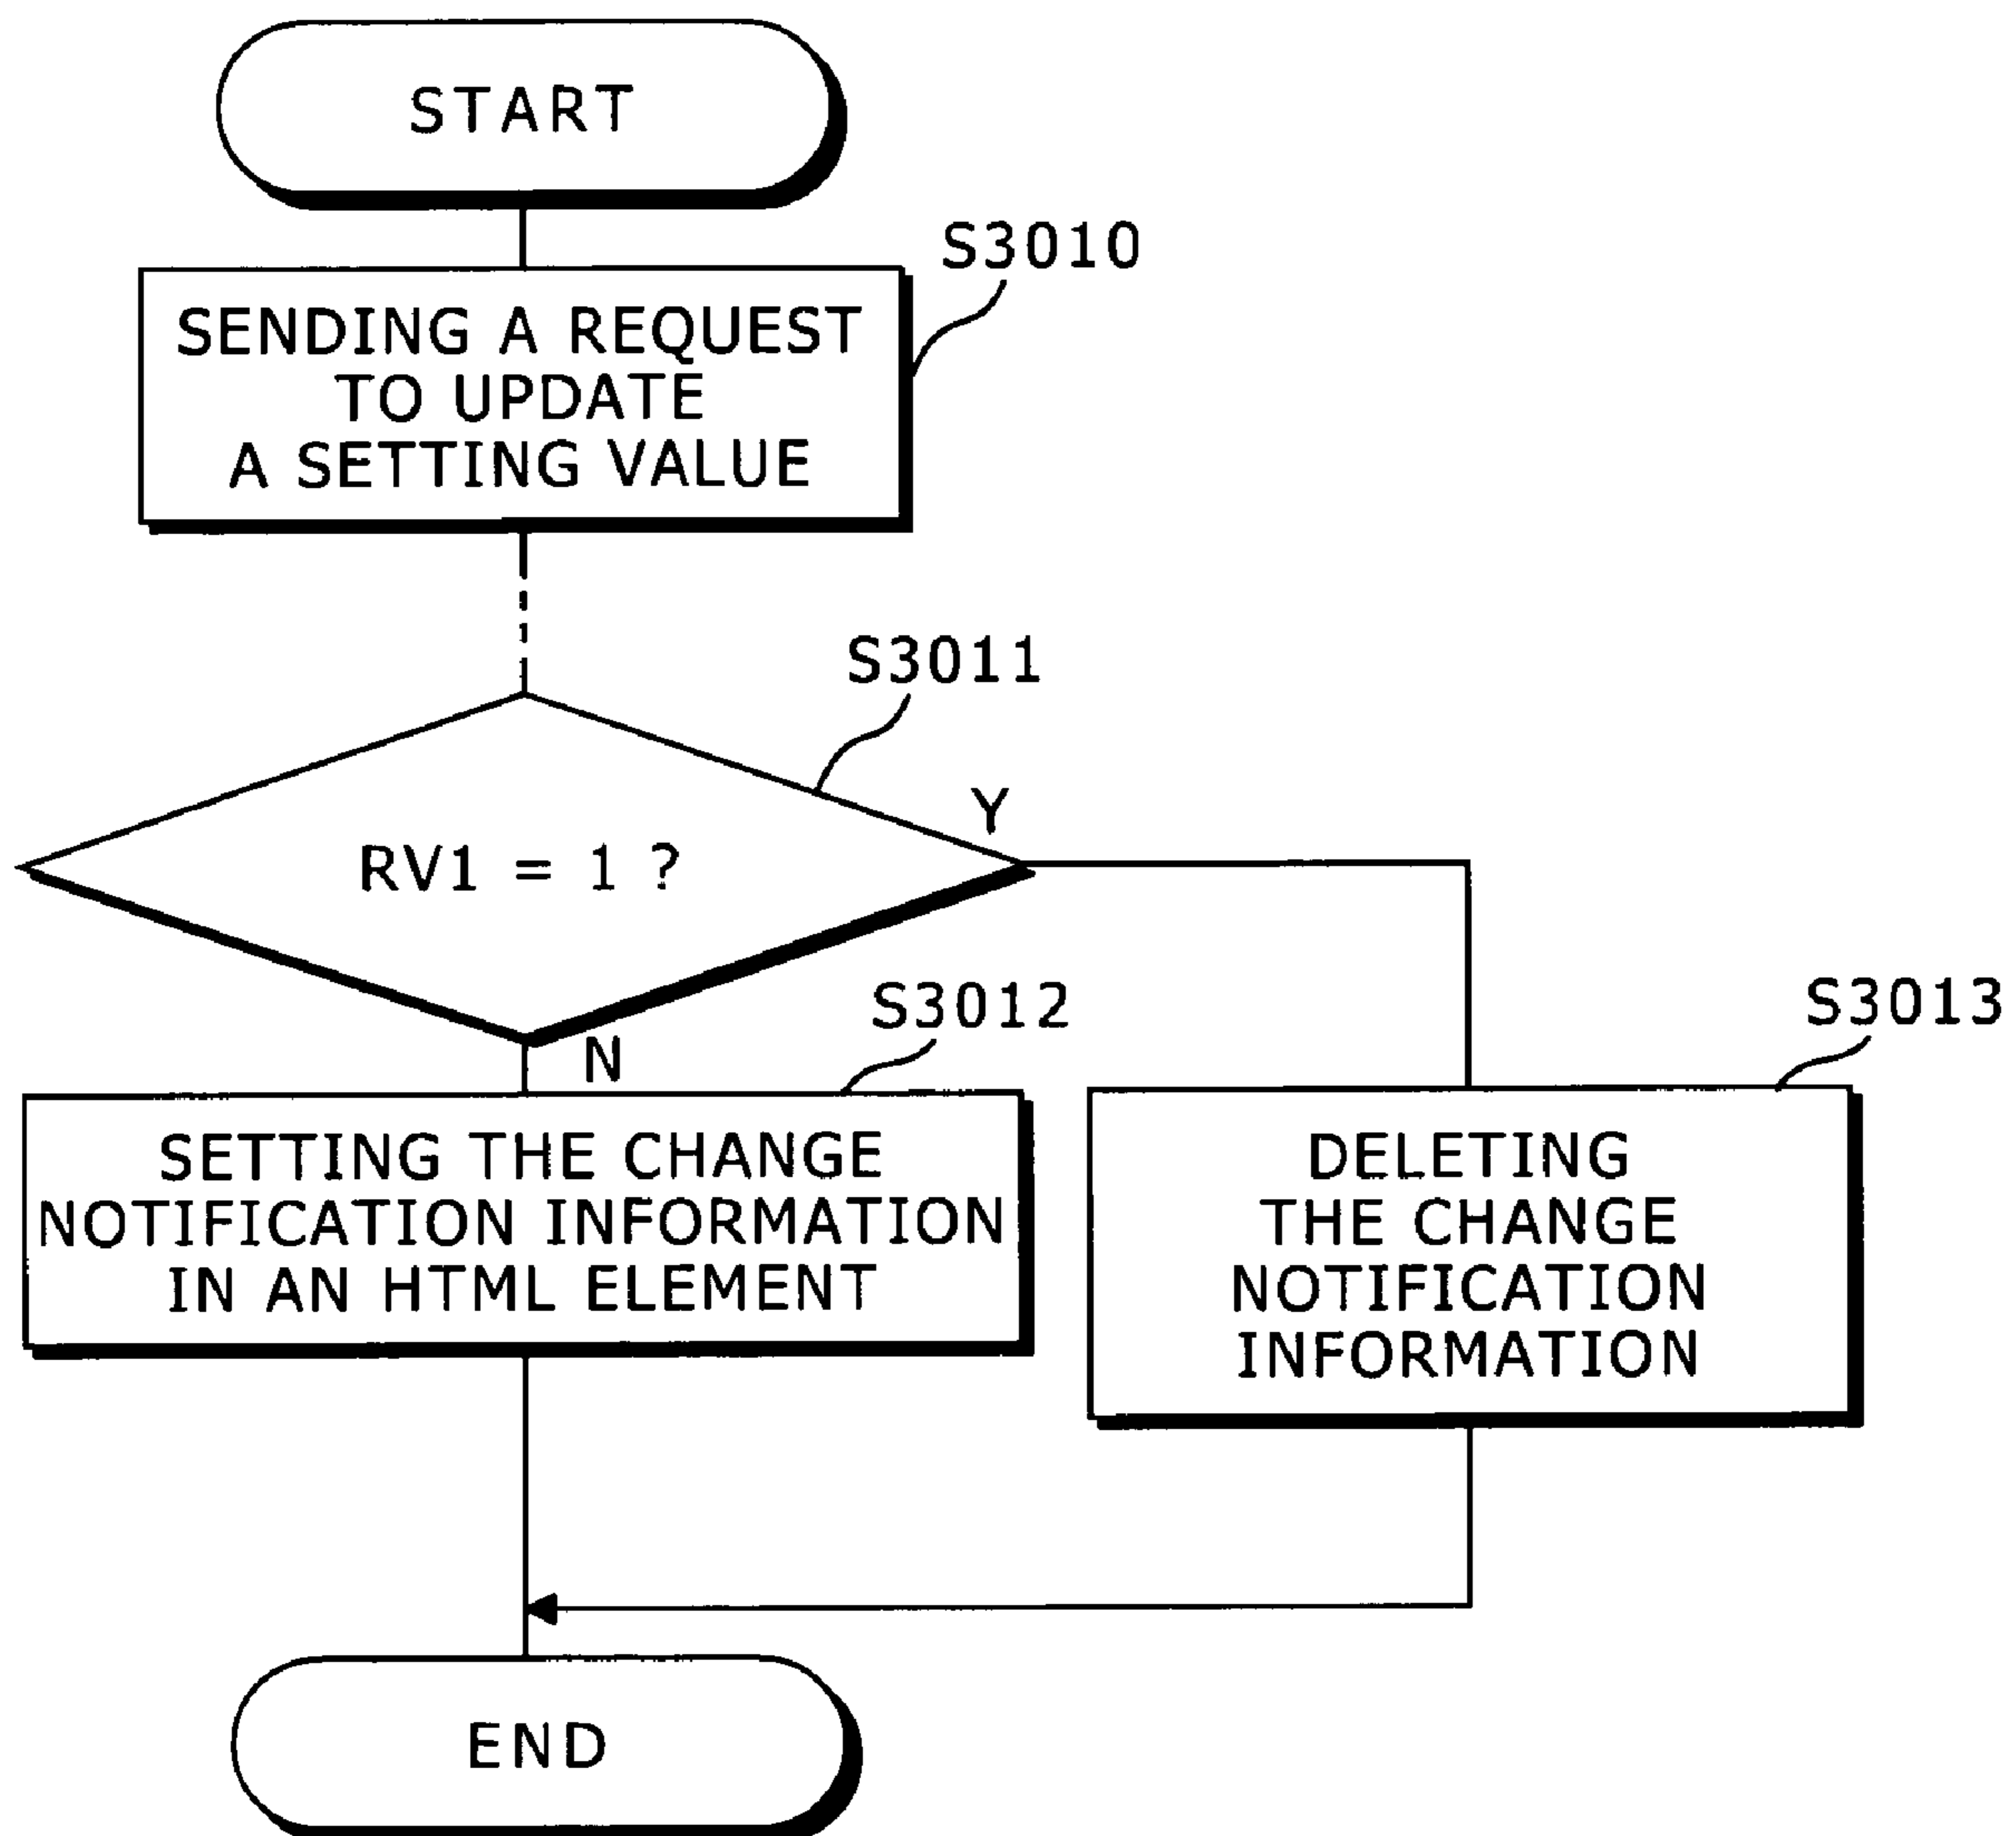 START
S3010
SENDING A REQUEST
TO UPDATE
A SETTING VALUE
S3011
Y
RV1 = 1 ?
N
S3012
S3013
SETTING THE CHANGE
NOTIFICATION INFORMATION
IN AN HTML ELEMENT
DELETING
THE CHANGE
NOTIFICATION
INFORMATION
END